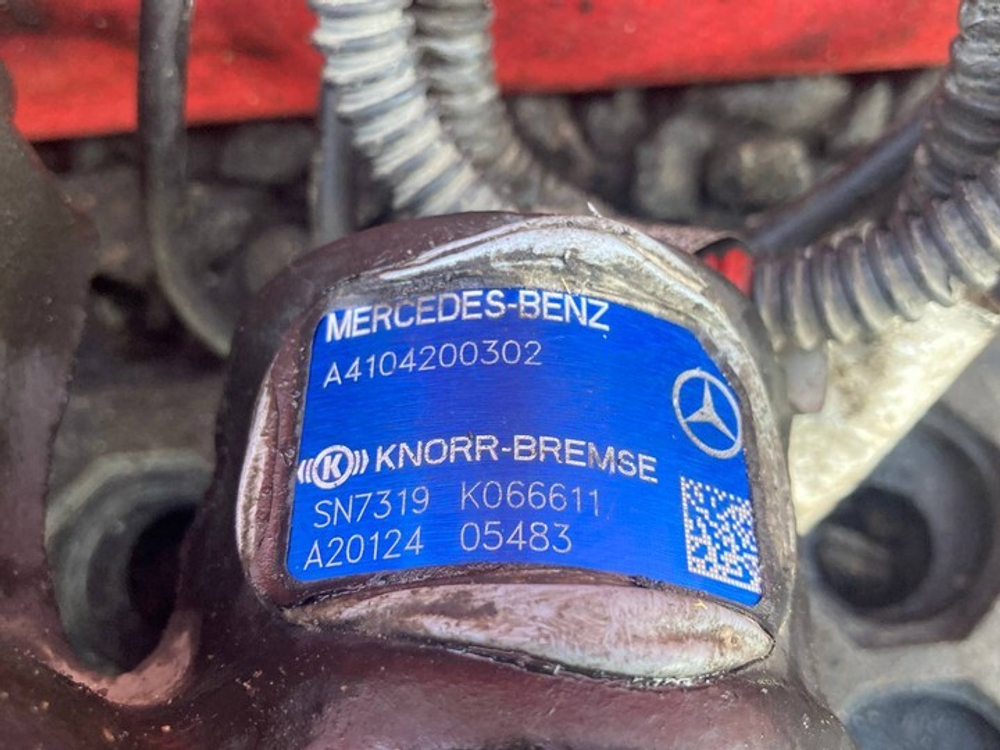 MERCEDES-BENZ
A4104200302
K KNORR-BREMSE
SN7319 K066611
A20124 05483